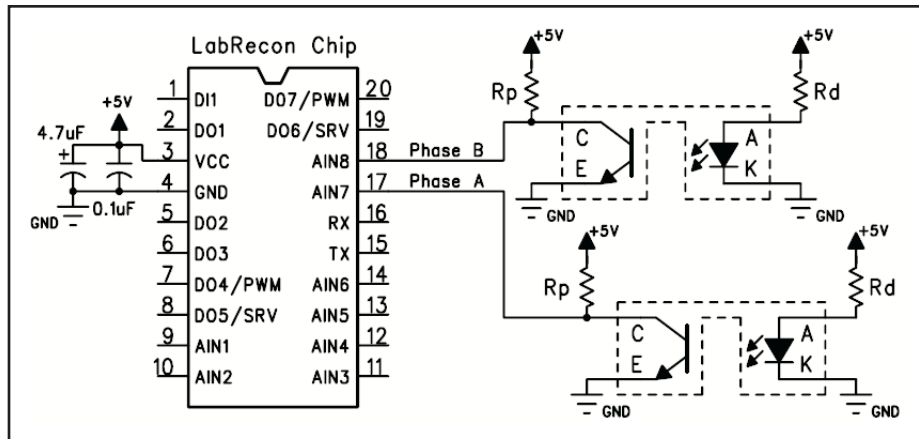 LabRecon Chip
+5V
4.7uF
+
0.1uF
GND
1 DI1
2 DO1
3 VCC
4 GND
5 DO2
6 DO3
7 DO4/PWM
8 DO5/SRV
9 AIN1
10 AIN2
DO7/PWM 20
DO6/SRV 19
AIN8 18
AIN7 17
RX 16
TX 15
AIN6 14
AIN5 13
AIN4 12
AIN3 11
Phase B
Phase A
+5V
Rp
C
E
GND
+5V
Rd
A
K
GND
+5V
Rp
C
E
GND
+5V
Rd
A
K
GND